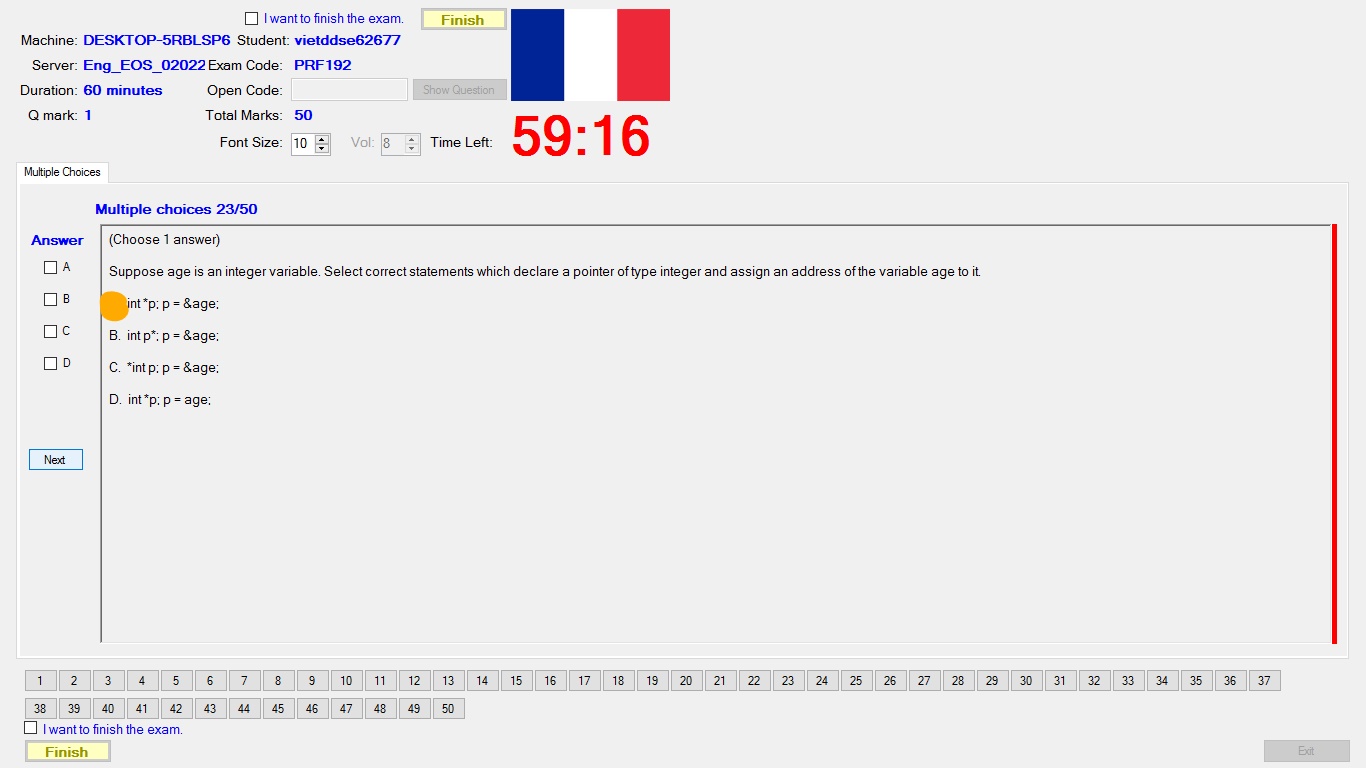 I want to finish the exam. Finish
Machine: DESKTOP-5RBLSP6 Student: vietddse62677
Server: Eng_EOS_02022 Exam Code: PRF192
Duration: 60 minutes Open Code: Show Question
Q mark: 1 Total Marks: 50
Font Size: 10 Vol: 8 Time Left: 59:16
Multiple Choices
Multiple choices 23/50
Answer
(Choose 1 answer)
A
Suppose age is an integer variable. Select correct statements which declare a pointer of type integer and assign an address of the variable age to it.
B
int *p; p = &age;
C
B. int p*; p = &age;
D
C. *int p; p = &age;
D. int *p; p = age;
Next
1 2 3 4 5 6 7 8 9 10 11 12 13 14 15 16 17 18 19 20 21 22 23 24 25 26 27 28 29 30 31 32 33 34 35 36 37
38 39 40 41 42 43 44 45 46 47 48 49 50
I want to finish the exam.
Finish Exit